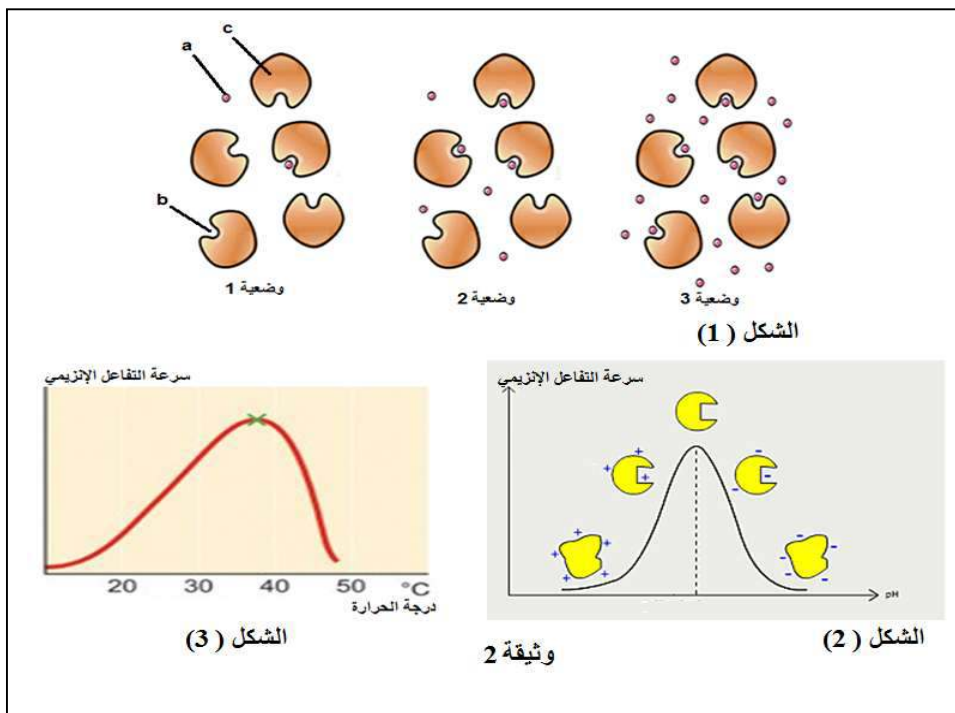 c
a
b
وضعية 1
وضعية 2
وضعية 3
الشكل ( 1)
سرعة التفاعل الإنزيمي
سرعة التفاعل الإنزيمي
+ + + + + + + +
- - - - - - - -
20 30 40 50 °C
درجة الحرارة
pH
الشكل ( 2)
الشكل ( 3)
وثيقة 2